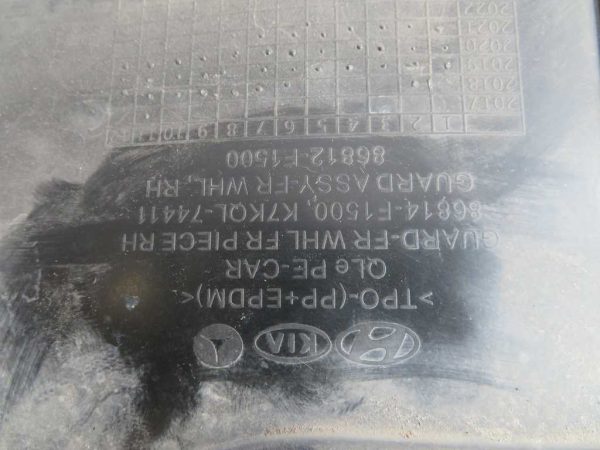 KIA
>TPO-(PP+EPDM)<
QLe PE-CAR
GUARD-FR WHL FR PIECE RH
86814-F1500, K7KQL-74411
GUARD ASSY-FR WHL, RH
86812-F1500
1 2 3 4 5 6 7 8 9 10 11 12
2017
2018
2019
2020
2021
2022